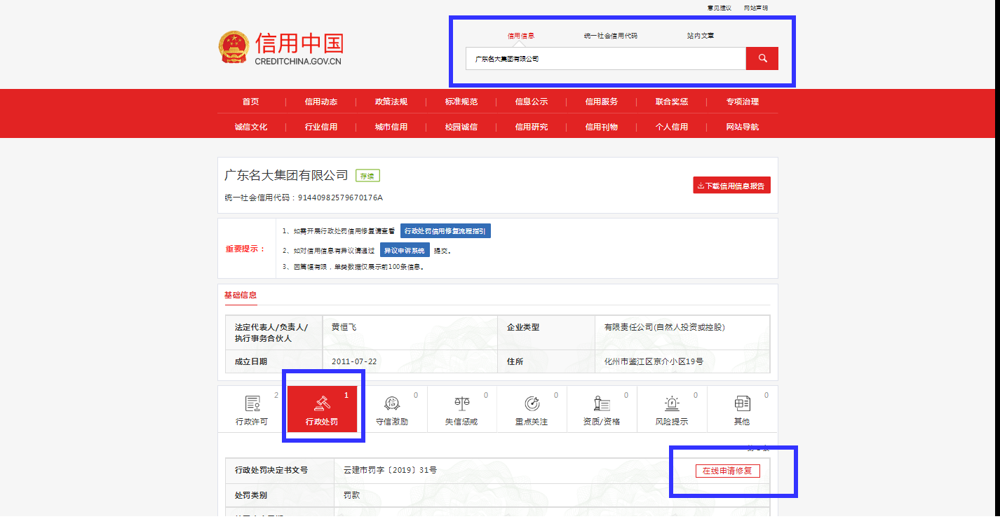 意见建议 网站声明
信用中国
CREDITCHINA.GOV.CN
信用信息 统一社会信用代码 站内文章
广东名大集团有限公司
首页 信用动态 政策法规 标准规范 信息公示 信用服务 联合奖惩 专项治理
诚信文化 行业信用 城市信用 校园诚信 信用研究 信用刊物 个人信用 网站导航
广东名大集团有限公司 存续
统一社会信用代码：91440982579670176A
下载信用信息报告
重要提示：
1、如需开展行政处罚信用修复请查看 行政处罚信用修复流程指引
2、如对信用信息有异议请通过 异议申诉系统 提交。
3、因篇幅有限，单类数据仅展示前100条信息。
基础信息
法定代表人/负责人/执行事务合伙人 黄恒飞 企业类型 有限责任公司(自然人投资或控股)
成立日期 2011-07-22 住所 化州市鉴江区京介小区19号
2 1 0 0 0 0 0 0
行政许可 行政处罚 守信激励 失信惩戒 重点关注 资质/资格 风险提示 其他
行政处罚决定书文号 云建市罚字〔2019〕31号 在线申请修复
处罚类别 罚款